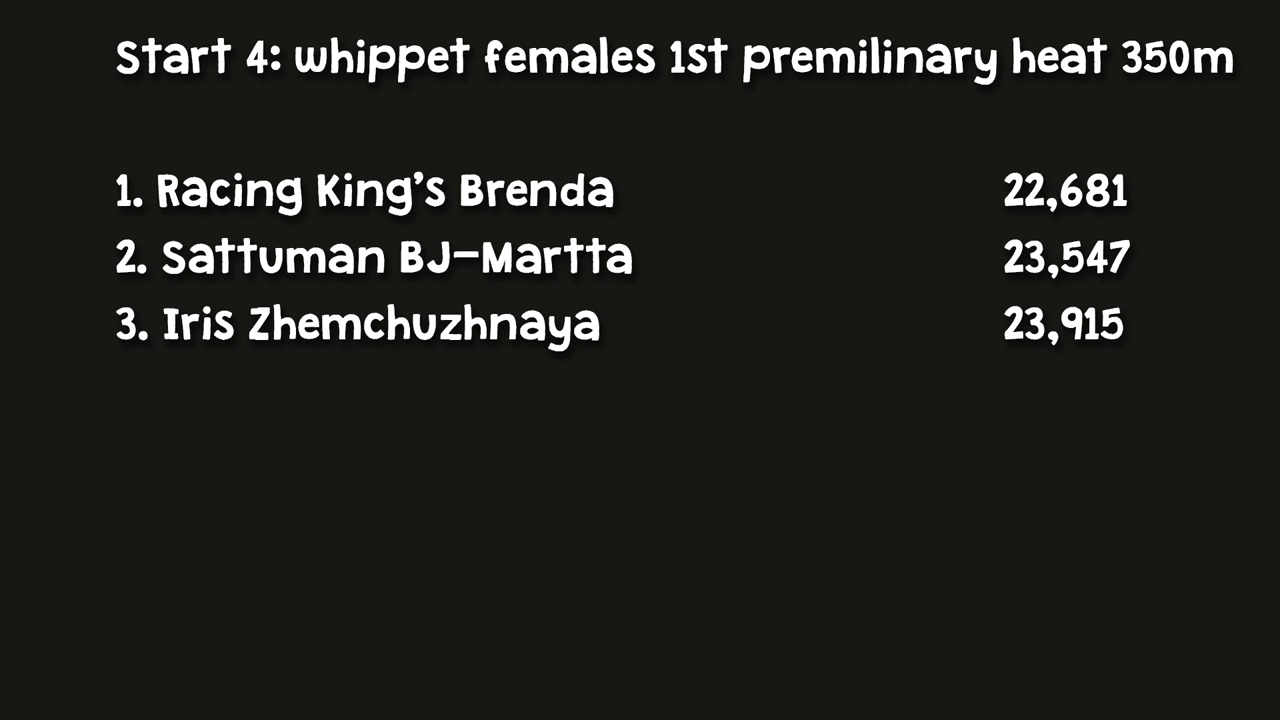 Start 4: whippet females 1st premilinary heat 350m
1. Racing King's Brenda 22,681
2. Sattuman BJ-Martta 23,547
3. Iris Zhemchuzhnaya 23,915